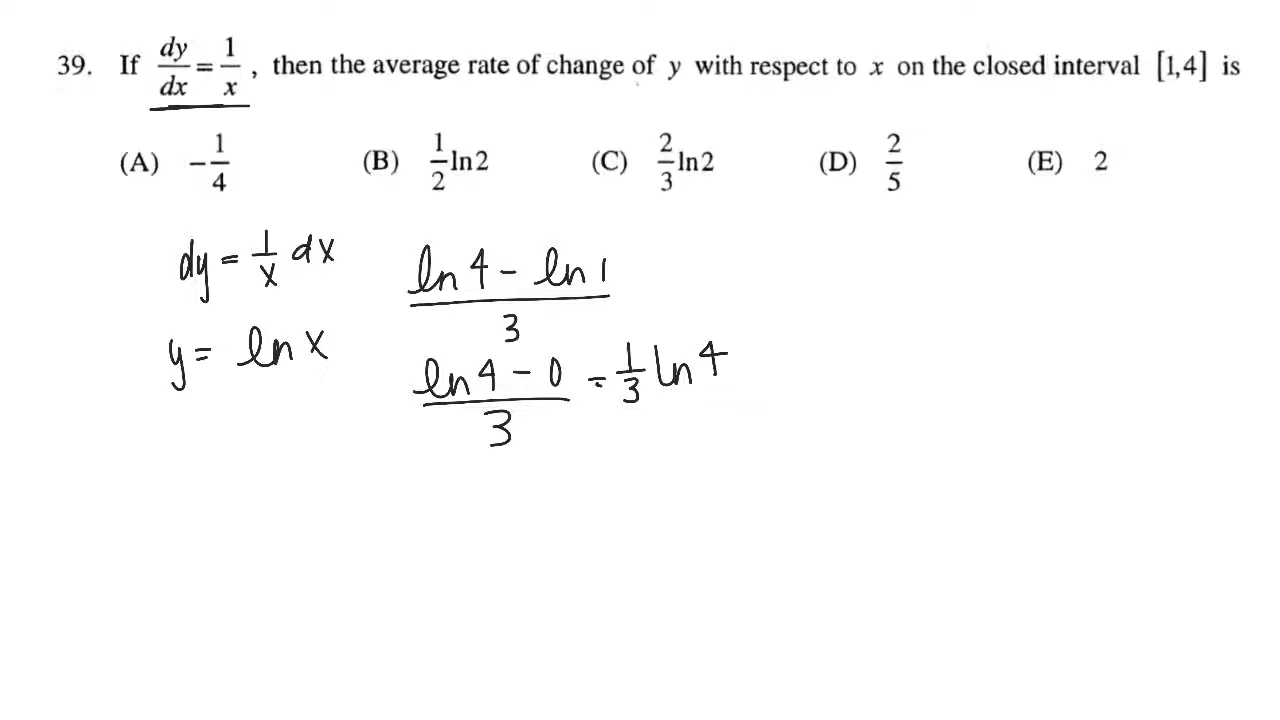 39. If dy/dx = 1/x, then the average rate of change of y with respect to x on the closed interval [1,4] is
(A) -1/4 (B) 1/2 ln2 (C) 2/3 ln2 (D) 2/5 (E) 2
dy = 1/x dx
y = ln x
(ln 4 - ln 1)/3
(ln 4 - 0)/3 = 1/3 ln 4